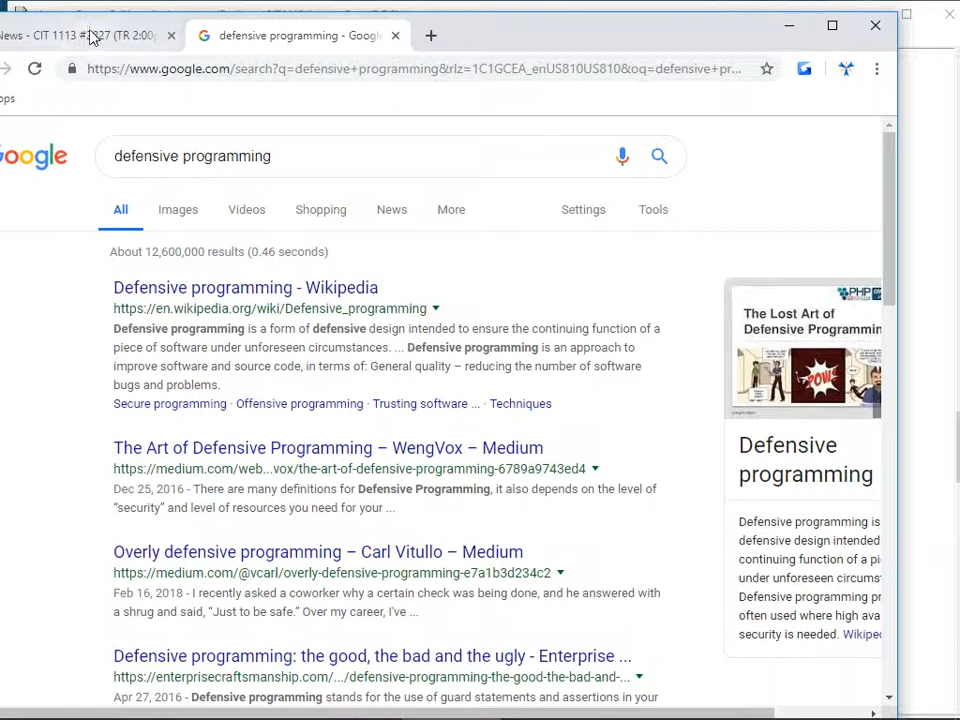 News - CIT 1113 #2827 (TR 2:00
defensive programming - Google
https://www.google.com/search?q=defensive+programming&rlz=1C1GCEA_enUS810US810&oq=defensive+pr...
ops
Google
defensive programming
All
Images
Videos
Shopping
News
More
Settings
Tools
About 12,600,000 results (0.46 seconds)
Defensive programming - Wikipedia
https://en.wikipedia.org/wiki/Defensive_programming
Defensive programming is a form of defensive design intended to ensure the continuing function of a
piece of software under unforeseen circumstances. ... Defensive programming is an approach to
improve software and source code, in terms of: General quality – reducing the number of software
bugs and problems.
Secure programming · Offensive programming · Trusting software ... · Techniques
The Art of Defensive Programming – WengVox – Medium
https://medium.com/web...vox/the-art-of-defensive-programming-6789a9743ed4
Dec 25, 2016 - There are many definitions for Defensive Programming, it also depends on the level of
“security” and level of resources you need for your ...
Overly defensive programming – Carl Vitullo – Medium
https://medium.com/@vcarl/overly-defensive-programming-e7a1b3d234c2
Feb 16, 2018 - I recently asked a coworker why a certain check was being done, and he answered with
a shrug and said, “Just to be safe.” Over my career, I've ...
Defensive programming: the good, the bad and the ugly - Enterprise ...
https://enterprisecraftsmanship.com/.../defensive-programming-the-good-the-bad-and-...
Apr 27, 2016 - Defensive programming stands for the use of guard statements and assertions in your
PHP
The Lost Art of
Defensive Programmin
POW
Defensive
programming
Defensive programming is
defensive design intended
continuing function of a
under unforeseen circums
Defensive programming pr
often used where high ava
security is needed. Wikiped